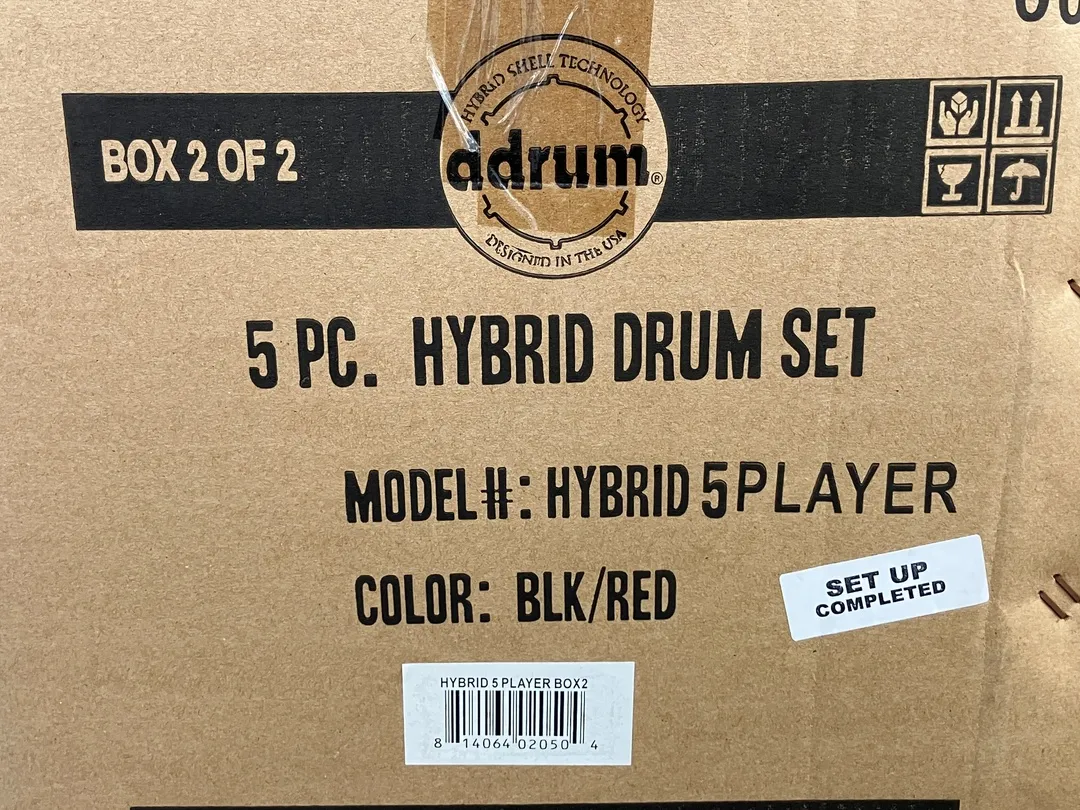 HYBRID SHELL TECHNOLOGY
BOX 2 OF 2
adrum®
DESIGNED IN THE USA
5 PC. HYBRID DRUM SET
MODEL#: HYBRID 5PLAYER
COLOR: BLK/RED
SET UP
COMPLETED
HYBRID 5 PLAYER BOX2
8 14064 02050 4